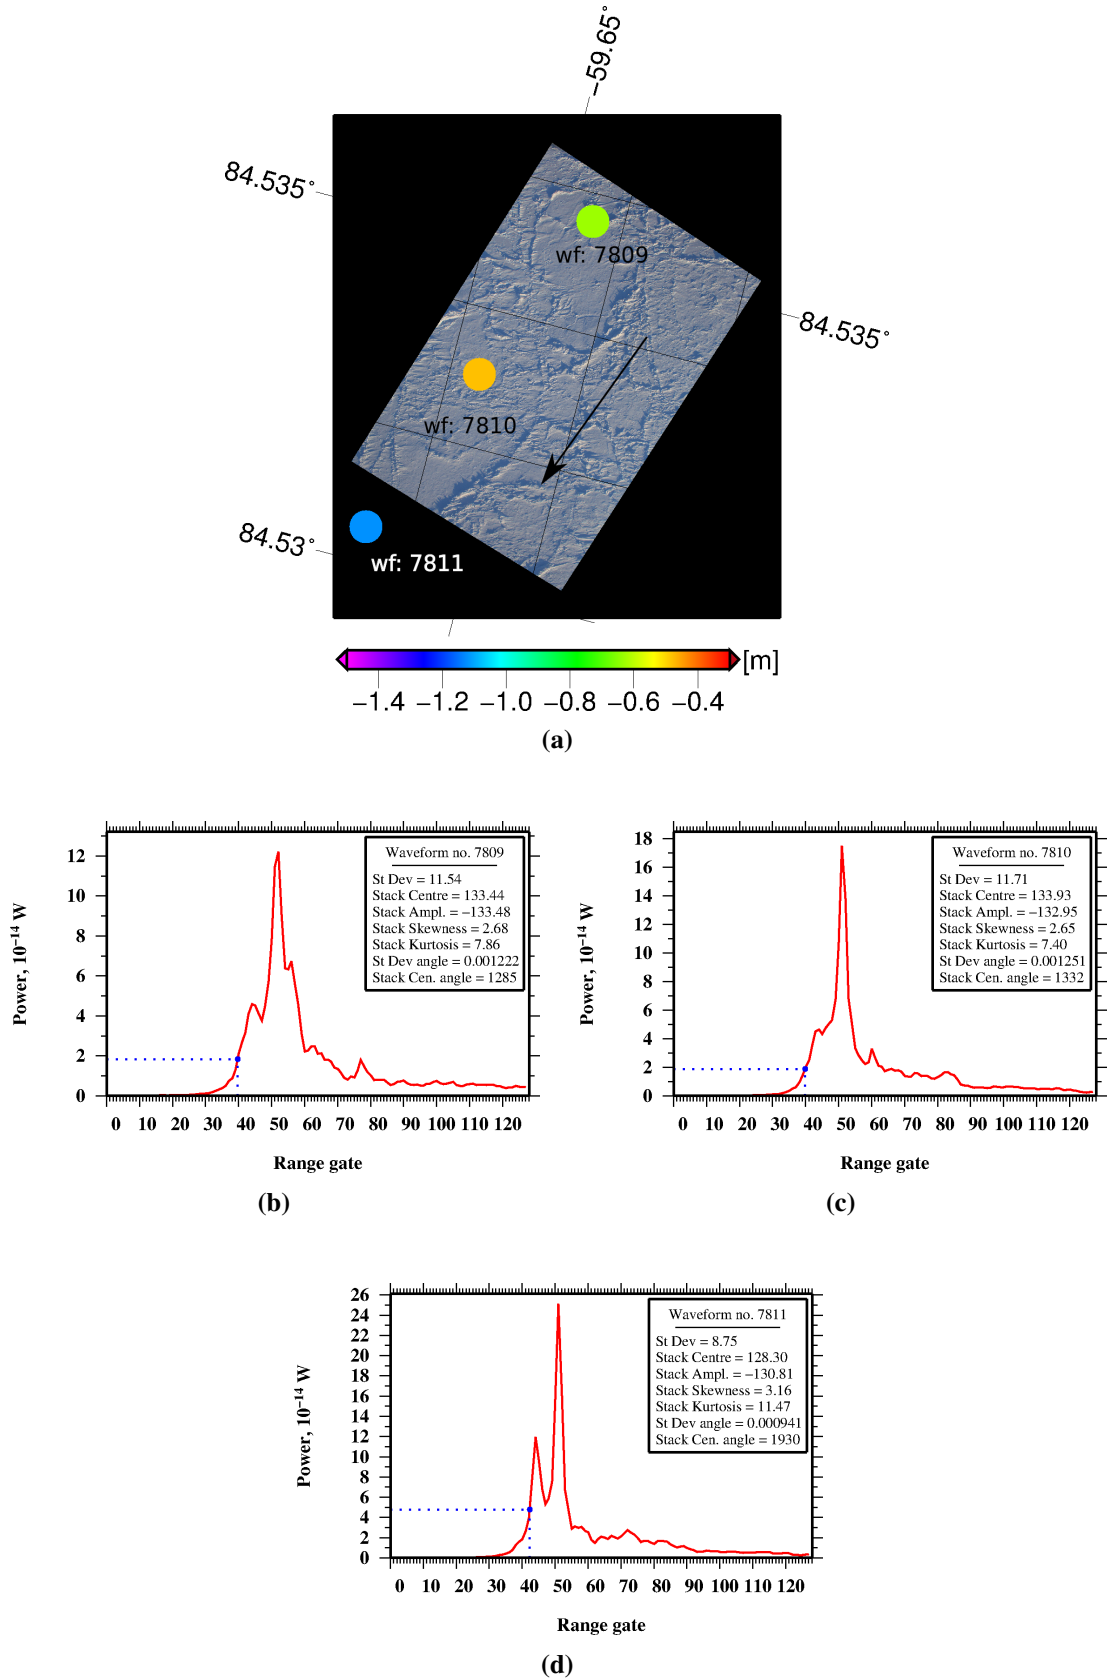 −59.65°
84.535°
wf: 7809
84.535°
wf: 7810
84.53°
wf: 7811
[m]
−1.4 −1.2 −1.0 −0.8 −0.6 −0.4
(a)
Power, 10⁻¹⁴ W
12
10
8
6
4
2
0
Waveform no. 7809
St Dev = 11.54
Stack Centre = 133.44
Stack Ampl. = −133.48
Stack Skewness = 2.68
Stack Kurtosis = 7.86
St Dev angle = 0.001222
Stack Cen. angle = 1285
0 10 20 30 40 50 60 70 80 90 100 120
Range gate
(b)
Power, 10⁻¹⁴ W
18
16
14
12
10
8
6
4
2
0
Waveform no. 7810
St Dev = 11.71
Stack Centre = 133.93
Stack Ampl. = −132.95
Stack Skewness = 2.65
Stack Kurtosis = 7.40
St Dev angle = 0.001251
Stack Cen. angle = 1332
0 10 20 30 40 50 60 70 80 90 100 120
Range gate
(c)
Power, 10⁻¹⁴ W
26
24
22
20
18
16
14
12
10
8
6
4
2
0
Waveform no. 7811
St Dev = 8.75
Stack Centre = 128.30
Stack Ampl. = −130.81
Stack Skewness = 3.16
Stack Kurtosis = 11.47
St Dev angle = 0.000941
Stack Cen. angle = 1930
0 10 20 30 40 50 60 70 80 90 100 120
Range gate
(d)